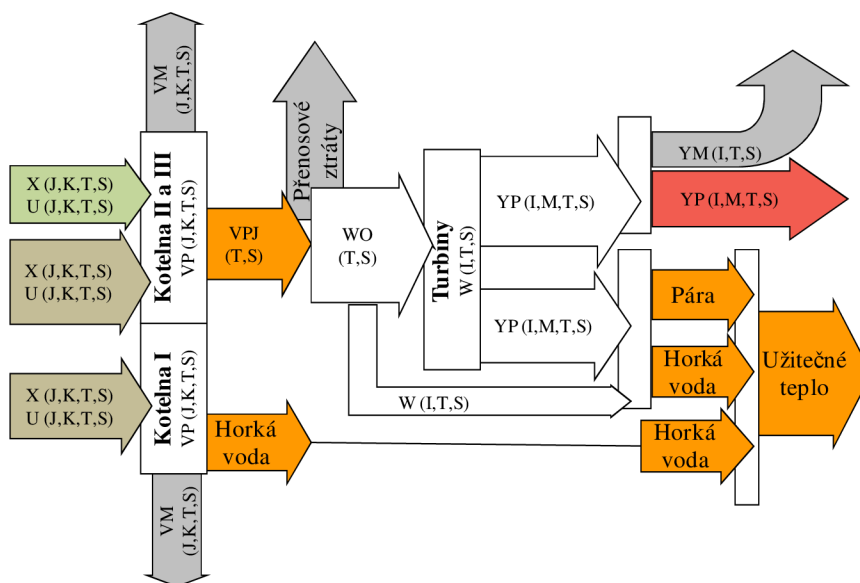 VM
(J,K,T,S)
X (J,K,T,S)
U (J,K,T,S)
X (J,K,T,S)
U (J,K,T,S)
X (J,K,T,S)
U (J,K,T,S)
Kotelna II a III
VP (J,K,T,S)
Kotelna I
VP (J,K,T,S)
VM
(J,K,T,S)
VPJ
(T,S)
Horká
voda
Přenosové
ztráty
WO
(T,S)
Turbíny
W (I,T,S)
W (I,T,S)
YP (I,M,T,S)
YP (I,M,T,S)
YM (I,T,S)
YP (I,M,T,S)
Pára
Horká
voda
Horká
voda
Užitečné
teplo